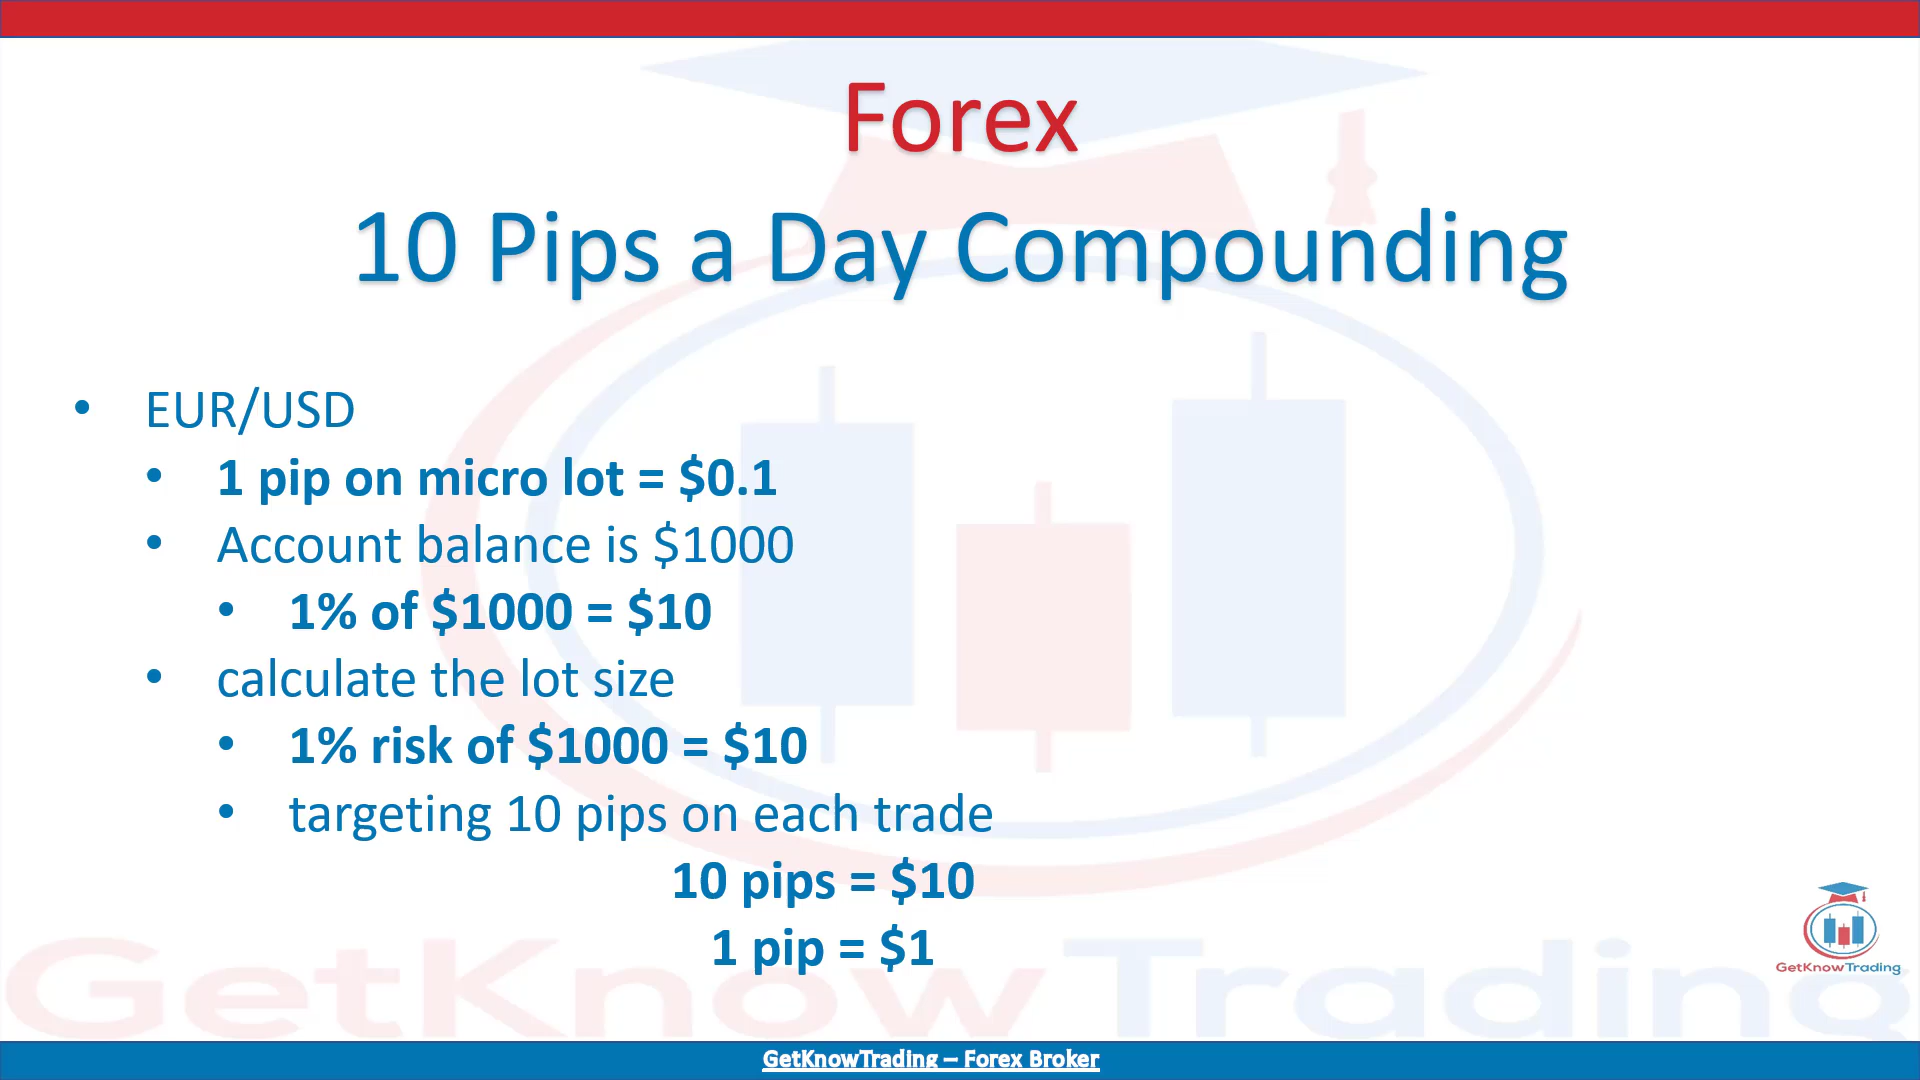 Forex
10 Pips a Day Compounding
• EUR/USD
• 1 pip on micro lot = $0.1
• Account balance is $1000
• 1% of $1000 = $10
• calculate the lot size
• 1% risk of $1000 = $10
• targeting 10 pips on each trade
10 pips = $10
1 pip = $1
GetKnowTrading
GetKnow Trading
GetKnowTrading – Forex Broker